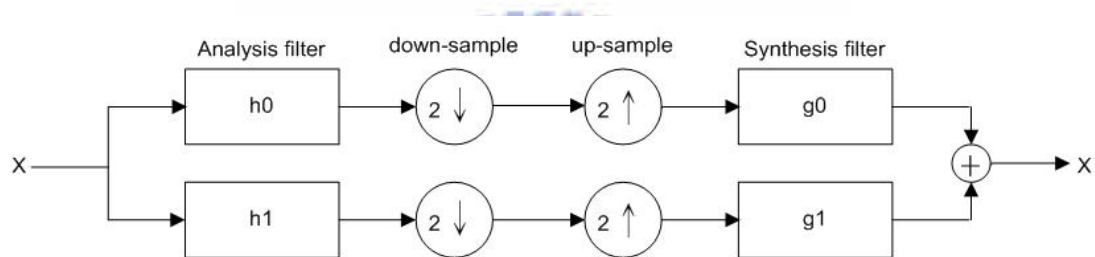 Analysis filter down-sample up-sample Synthesis filter
h0 2 ↓ 2 ↑ g0
X + X
h1 2 ↓ 2 ↑ g1